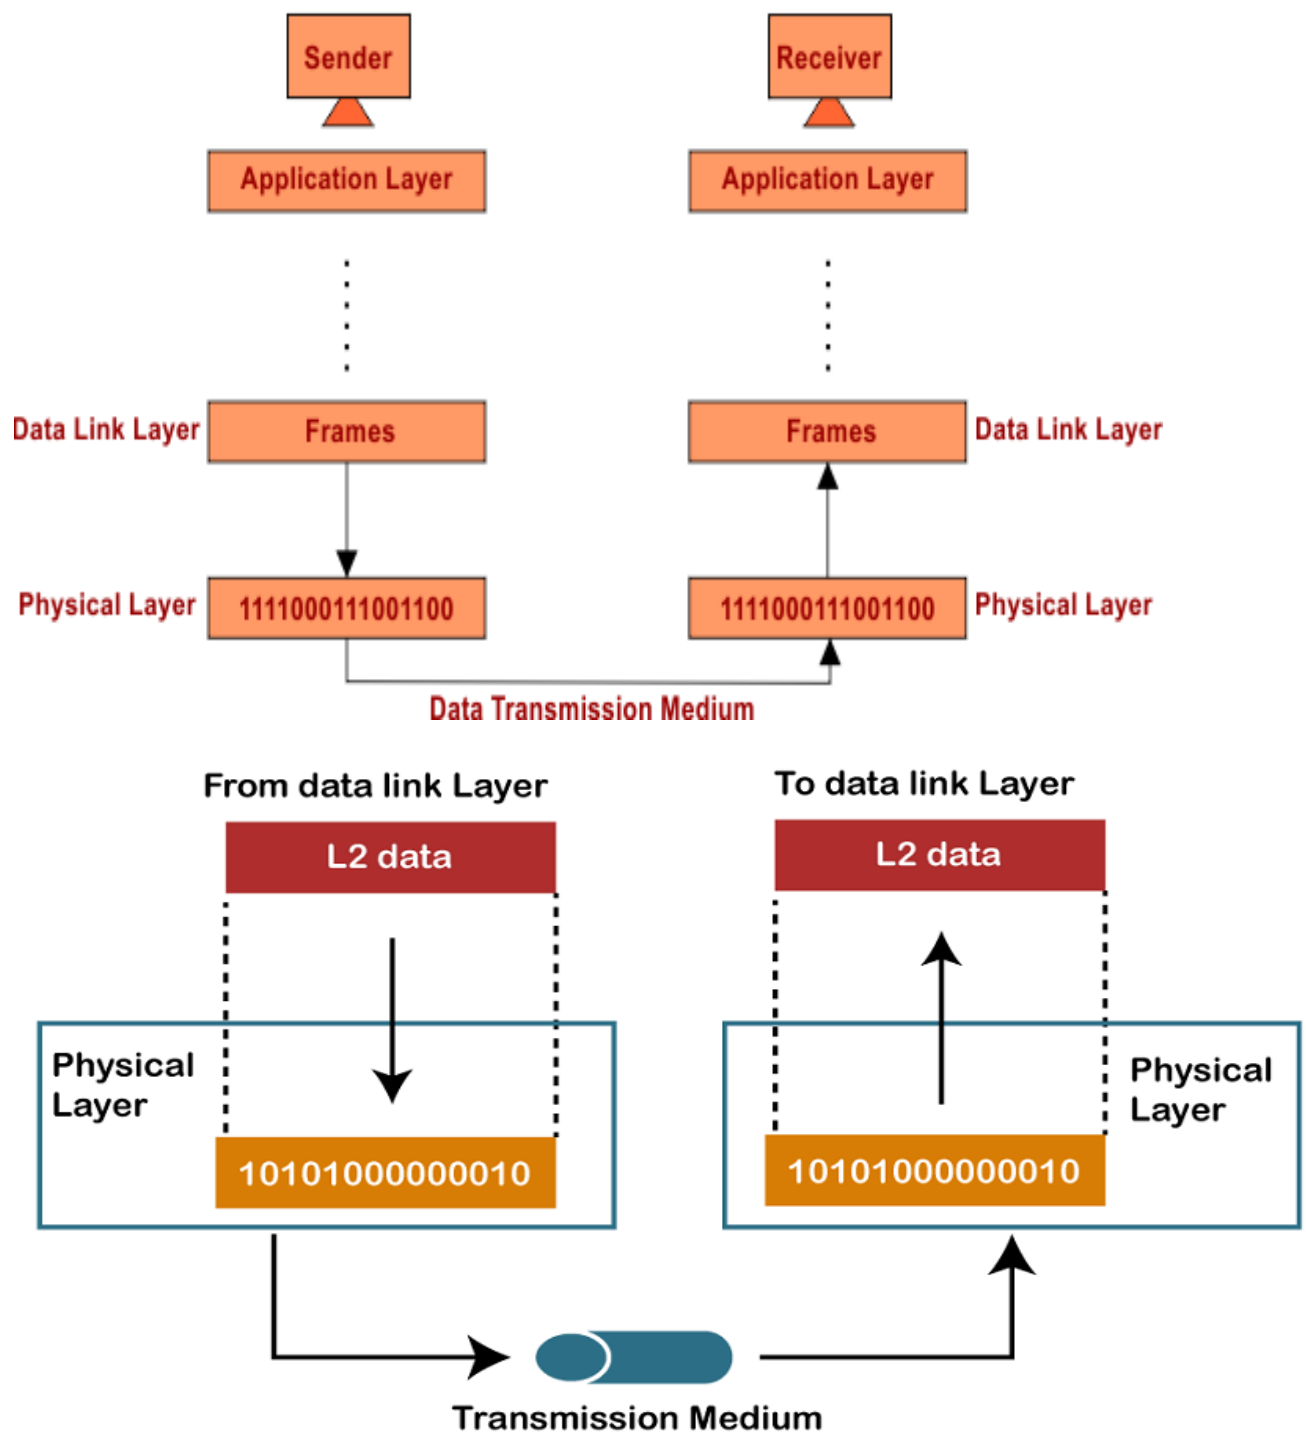 Sender
Receiver
Application Layer
Application Layer
Data Link Layer
Frames
Frames
Data Link Layer
Physical Layer
1111000111001100
1111000111001100
Physical Layer
Data Transmission Medium
From data link Layer
To data link Layer
L2 data
L2 data
Physical
Layer
Physical
Layer
10101000000010
10101000000010
Transmission Medium